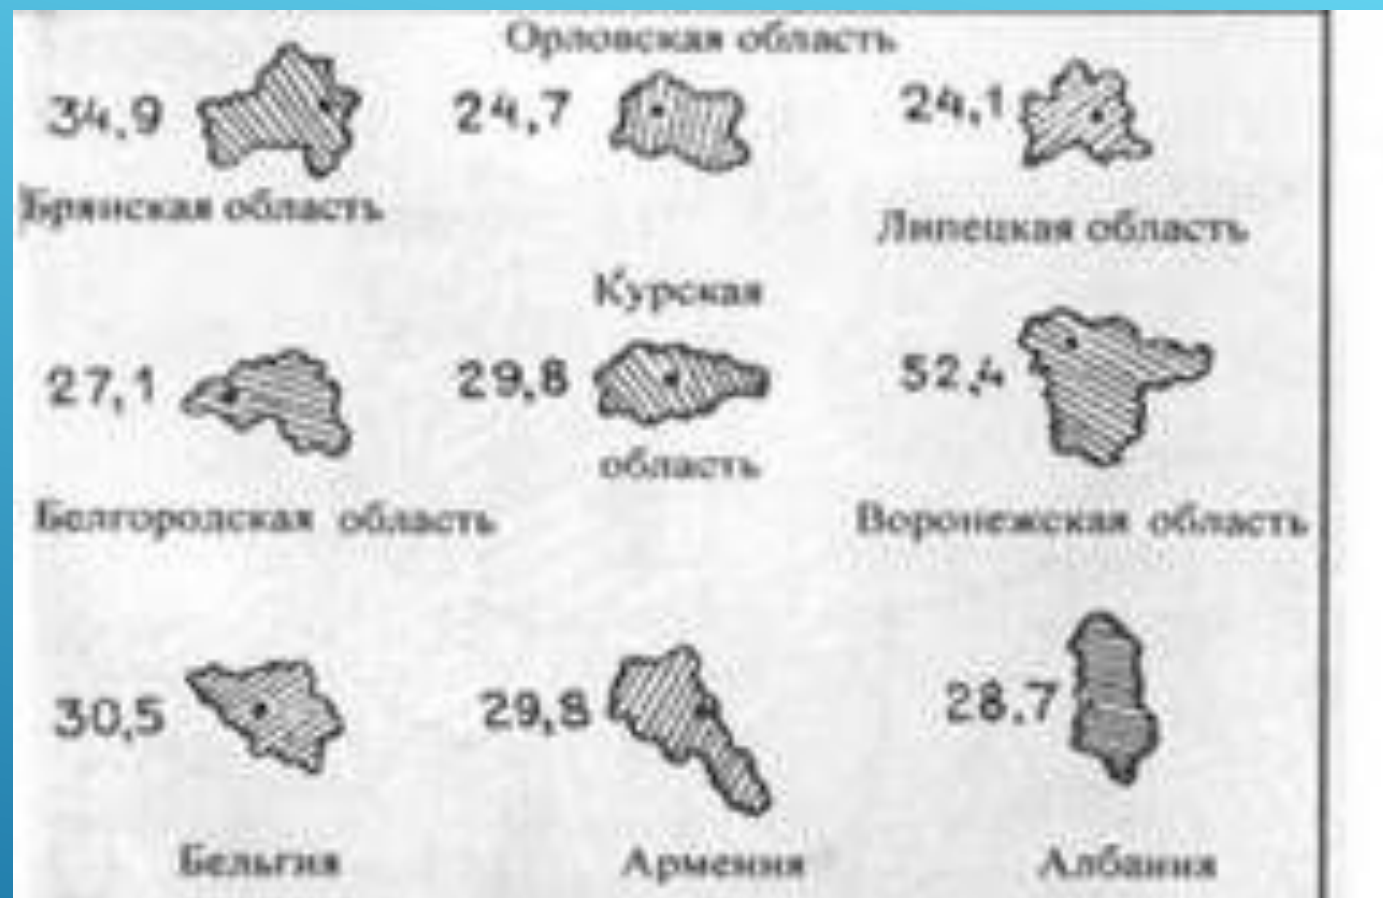 Орловская область
34,9 24,7 24,1
Брянская область
Липецкая область
Курская
27,1 29,8 52,4
область
Белгородская область Воронежская область
30,5 29,8 28,7
Бельгия Армения Албания